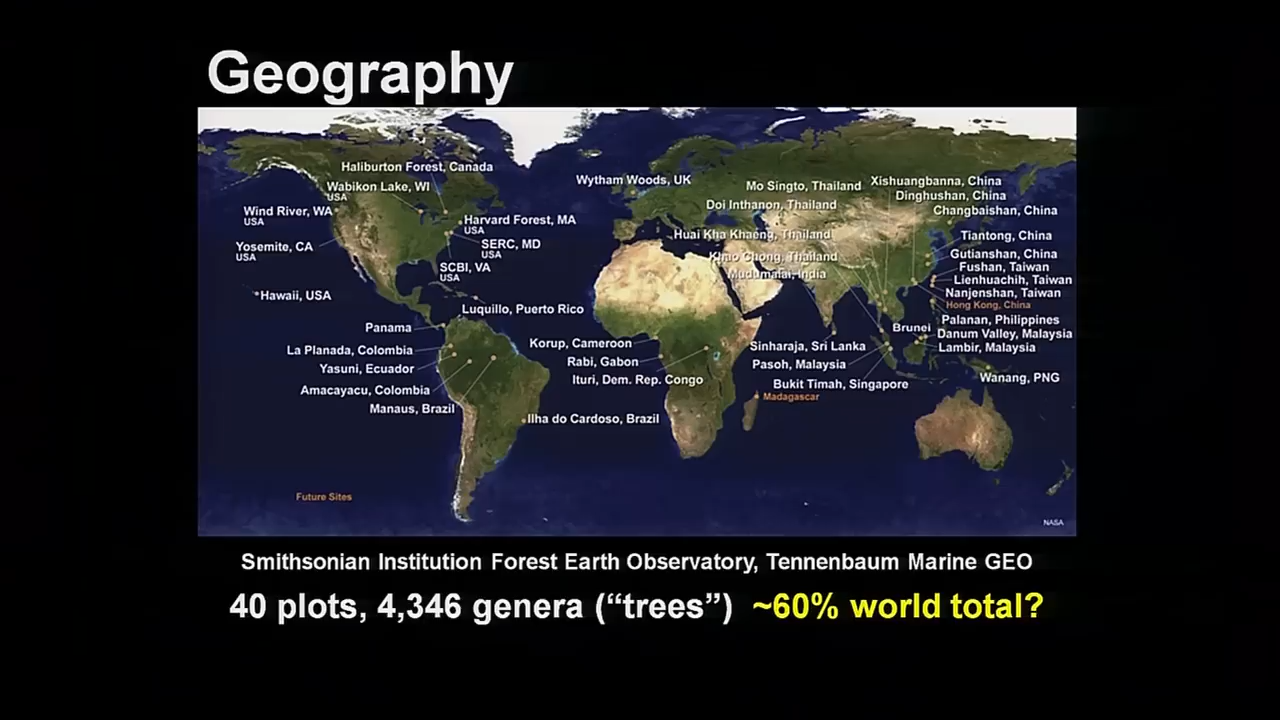 Geography
Haliburton Forest, Canada
Wabikon Lake, WI
USA
Wind River, WA
USA
Harvard Forest, MA
USA
Yosemite, CA
USA
SERC, MD
USA
SCBI, VA
USA
Hawaii, USA
Luquillo, Puerto Rico
Panama
La Planada, Colombia
Yasuni, Ecuador
Amacayacu, Colombia
Manaus, Brazil
Ilha do Cardoso, Brazil
Wytham Woods, UK
Korup, Cameroon
Rabi, Gabon
Ituri, Dem. Rep. Congo
Madagascar
Mo Singto, Thailand
Doi Inthanon, Thailand
Huai Kha Khaeng, Thailand
Khao Chong, Thailand
Mudumalai, India
Xishuangbanna, China
Dinghushan, China
Changbaishan, China
Tiantong, China
Gutianshan, China
Fushan, Taiwan
Lienhuachih, Taiwan
Nanjenshan, Taiwan
Hong Kong, China
Palanan, Philippines
Brunei
Danum Valley, Malaysia
Lambir, Malaysia
Sinharaja, Sri Lanka
Pasoh, Malaysia
Bukit Timah, Singapore
Wanang, PNG
Future Sites
NASA
Smithsonian Institution Forest Earth Observatory, Tennenbaum Marine GEO
40 plots, 4,346 genera (“trees”) ~60% world total?